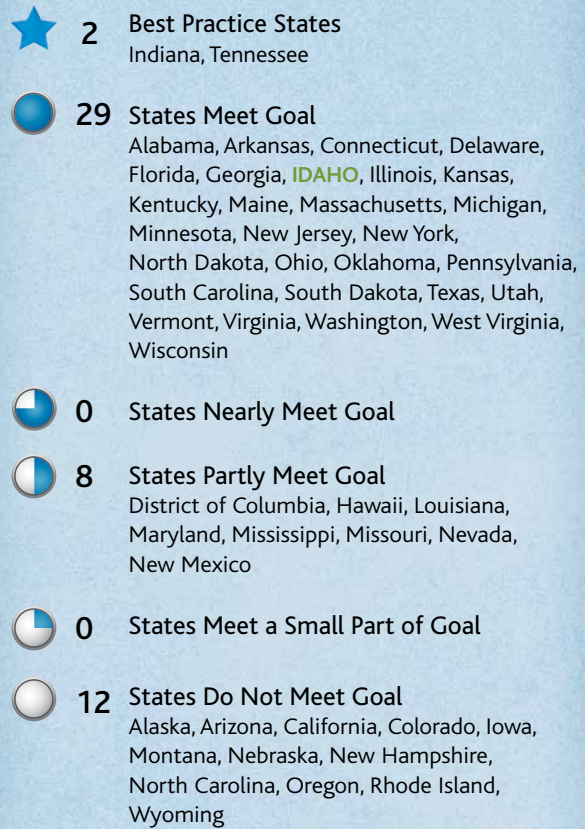 2 Best Practice States
Indiana, Tennessee
29 States Meet Goal
Alabama, Arkansas, Connecticut, Delaware,
Florida, Georgia, IDAHO, Illinois, Kansas,
Kentucky, Maine, Massachusetts, Michigan,
Minnesota, New Jersey, New York,
North Dakota, Ohio, Oklahoma, Pennsylvania,
South Carolina, South Dakota, Texas, Utah,
Vermont, Virginia, Washington, West Virginia,
Wisconsin
0 States Nearly Meet Goal
8 States Partly Meet Goal
District of Columbia, Hawaii, Louisiana,
Maryland, Mississippi, Missouri, Nevada,
New Mexico
0 States Meet a Small Part of Goal
12 States Do Not Meet Goal
Alaska, Arizona, California, Colorado, Iowa,
Montana, Nebraska, New Hampshire,
North Carolina, Oregon, Rhode Island,
Wyoming